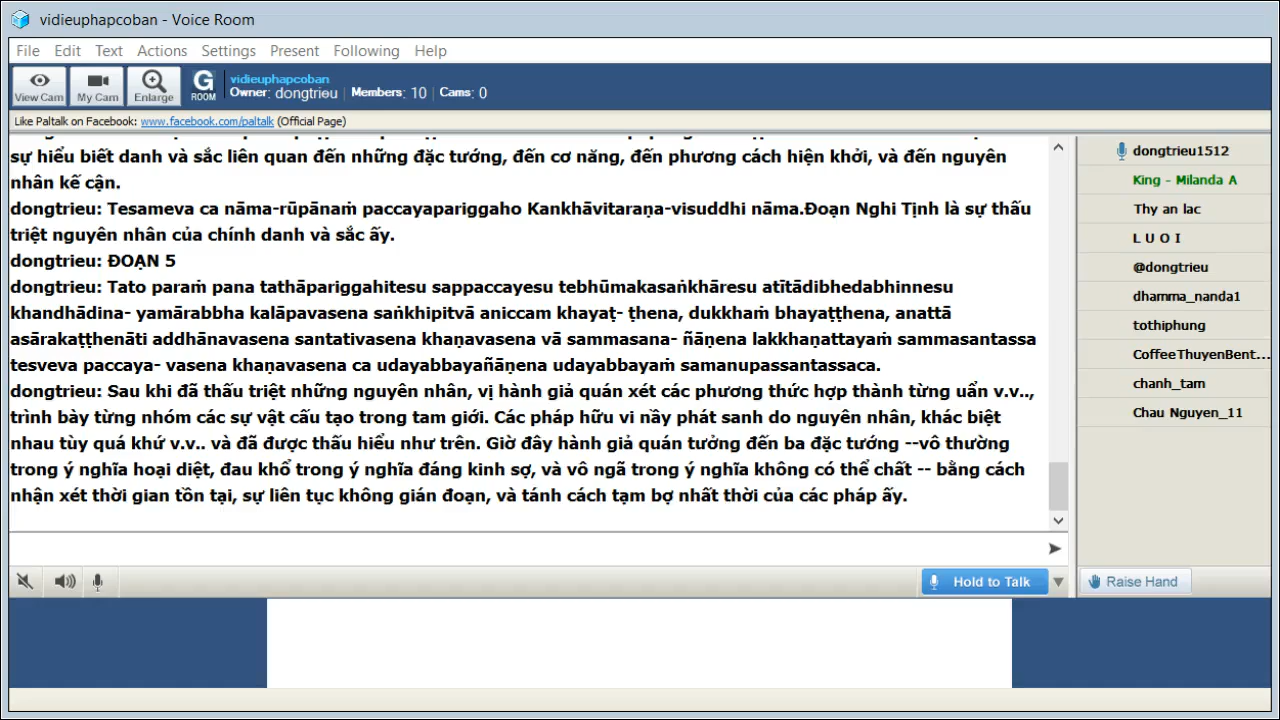 vidieuphapcoban - Voice Room
File Edit Text Actions Settings Present Following Help
View Cam My Cam Enlarge G ROOM
vidieuphapcoban
Owner: dongtrieu | Members: 10 | Cams: 0
Like Paltalk on Facebook: www.facebook.com/paltalk (Official Page)
sự hiểu biết danh và sắc liên quan đến những đặc tướng, đến cơ năng, đến phương cách hiện khởi, và đến nguyên
nhân kế cận.
dongtrieu: Tesameva ca nāma-rūpānaṁ paccayapariggaho Kankhāvitaraṇa-visuddhi nāma.Đoạn Nghi Tịnh là sự thấu
triệt nguyên nhân của chính danh và sắc ấy.
dongtrieu: ĐOẠN 5
dongtrieu: Tato paraṁ pana tathāpariggahitesu sappaccayesu tebhūmakasaṅkhāresu atītādibhedabhinnesu
khandhādina- yamārabbha kalāpavasena saṅkhipitvā aniccam khayaṭ- ṭhena, dukkhaṁ bhayaṭṭhena, anattā
asārakaṭṭhenāti addhānavasena santativasena khaṇavasena vā sammasana- ñāṇena lakkhaṇattayaṁ sammasantassa
tesveva paccaya- vasena khaṇavasena ca udayabbayañāṇena udayabbayaṁ samanupassantassaca.
dongtrieu: Sau khi đã thấu triệt những nguyên nhân, vị hành giả quán xét các phương thức hợp thành từng uẩn v.v..,
trình bày từng nhóm các sự vật cấu tạo trong tam giới. Các pháp hữu vi nầy phát sanh do nguyên nhân, khác biệt
nhau tùy quá khứ v.v.. và đã được thấu hiểu như trên. Giờ đây hành giả quán tưởng đến ba đặc tướng --vô thường
trong ý nghĩa hoại diệt, đau khổ trong ý nghĩa đáng kinh sợ, và vô ngã trong ý nghĩa không có thể chất -- bằng cách
nhận xét thời gian tồn tại, sự liên tục không gián đoạn, và tánh cách tạm bợ nhất thời của các pháp ấy.
dongtrieu1512
King - Milanda A
Thy an lac
L U O I
@dongtrieu
dhamma_nanda1
tothiphung
CoffeeThuyenBent...
chanh_tam
Chau Nguyen_11
Hold to Talk
Raise Hand